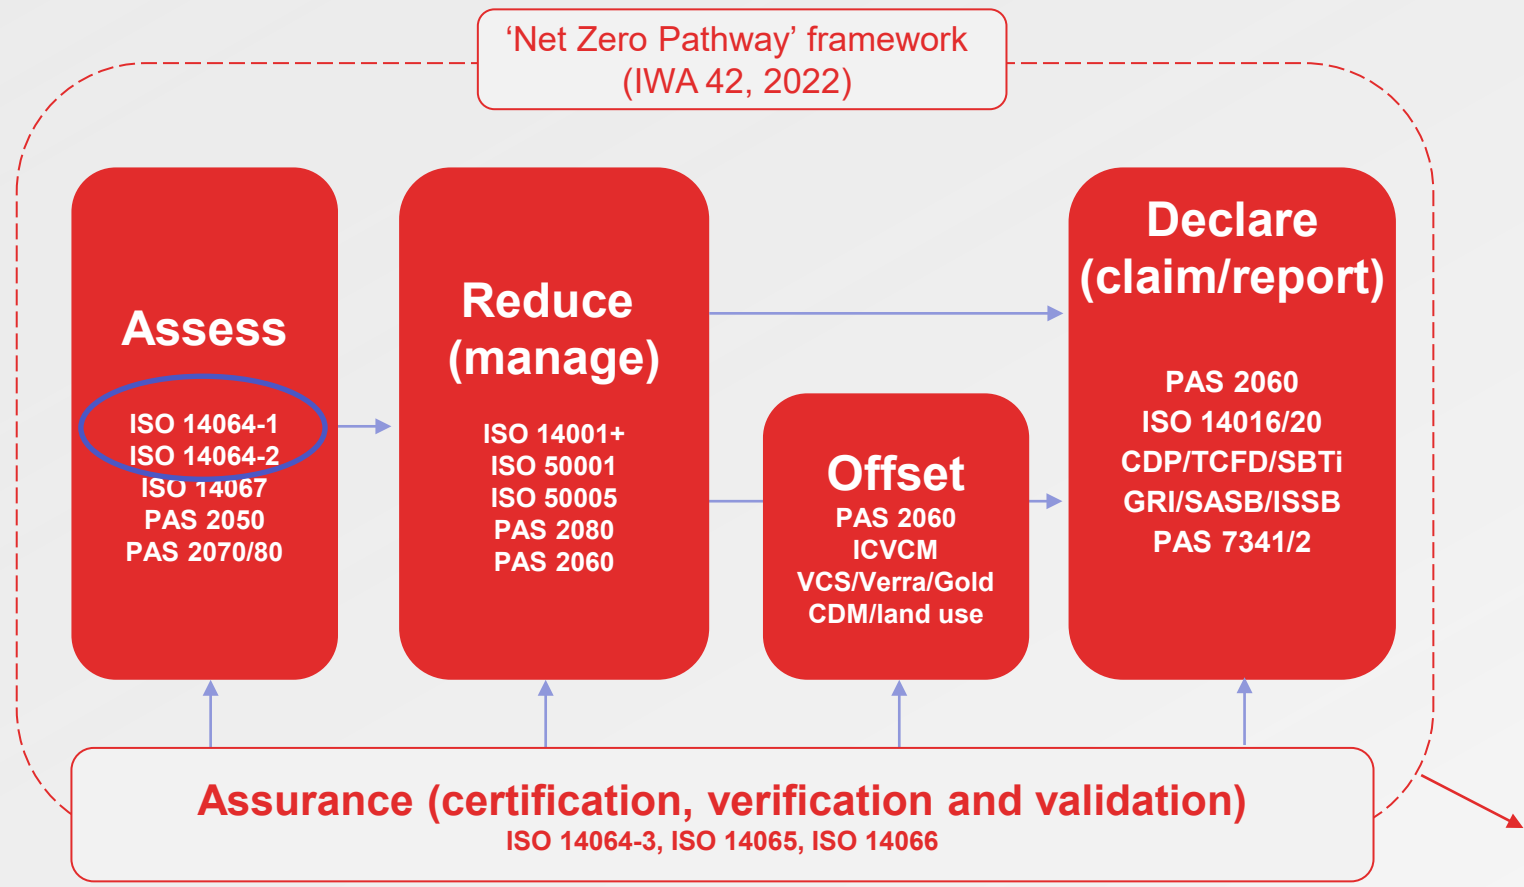 ‘Net Zero Pathway’ framework
(IWA 42, 2022)
Assess
ISO 14064-1
ISO 14064-2
ISO 14067
PAS 2050
PAS 2070/80
Reduce
(manage)
ISO 14001+
ISO 50001
ISO 50005
PAS 2080
PAS 2060
Offset
PAS 2060
ICVCM
VCS/Verra/Gold
CDM/land use
Declare
(claim/report)
PAS 2060
ISO 14016/20
CDP/TCFD/SBTi
GRI/SASB/ISSB
PAS 7341/2
Assurance (certification, verification and validation)
ISO 14064-3, ISO 14065, ISO 14066